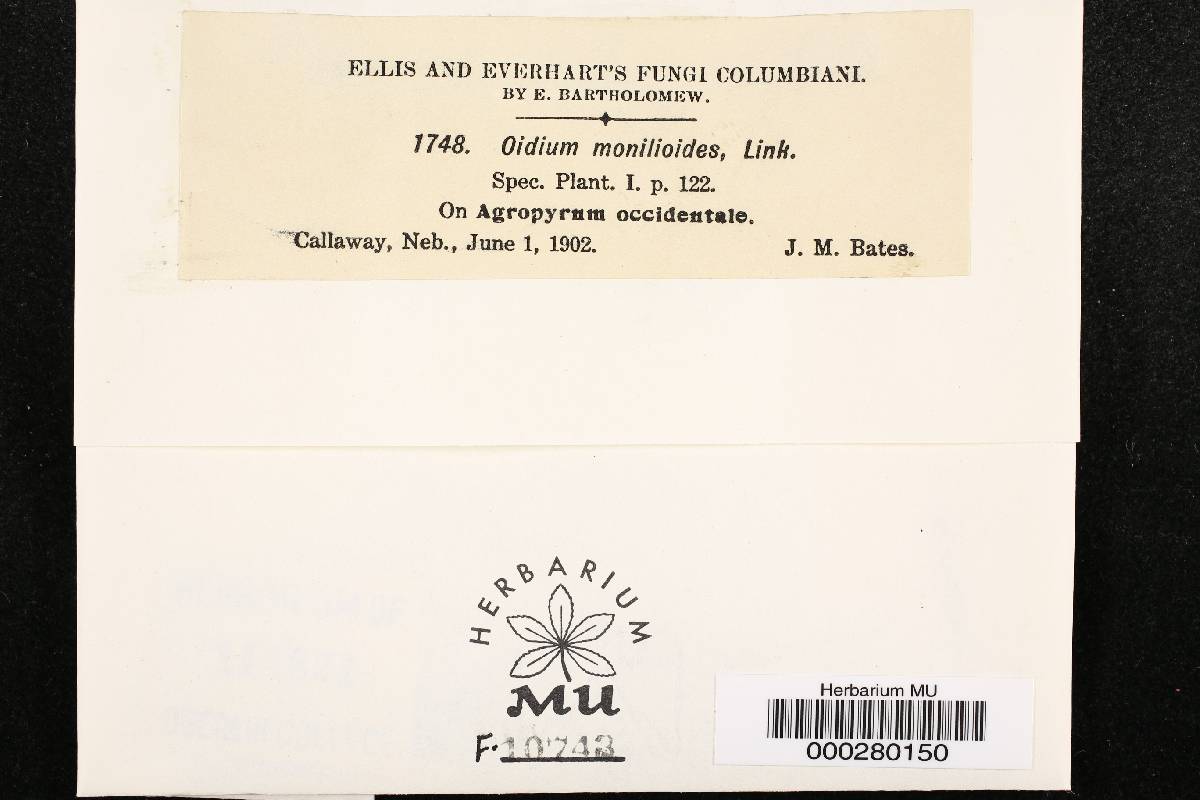 ELLIS AND EVERHART'S FUNGI COLUMBIANI.
BY E. BARTHOLOMEW.
1748. Oidium monilioides, Link.
Spec. Plant. I. p. 122.
On Agropyrum occidentale.
Callaway, Neb., June 1, 1902. J. M. Bates.
HERBARIUM
MU
F. 10743
Herbarium MU
000280150